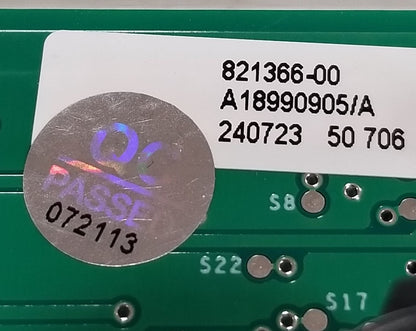 821366-00
A18990905/A
240723 50 706
QC
PASSED
072113
S8
S22
S17